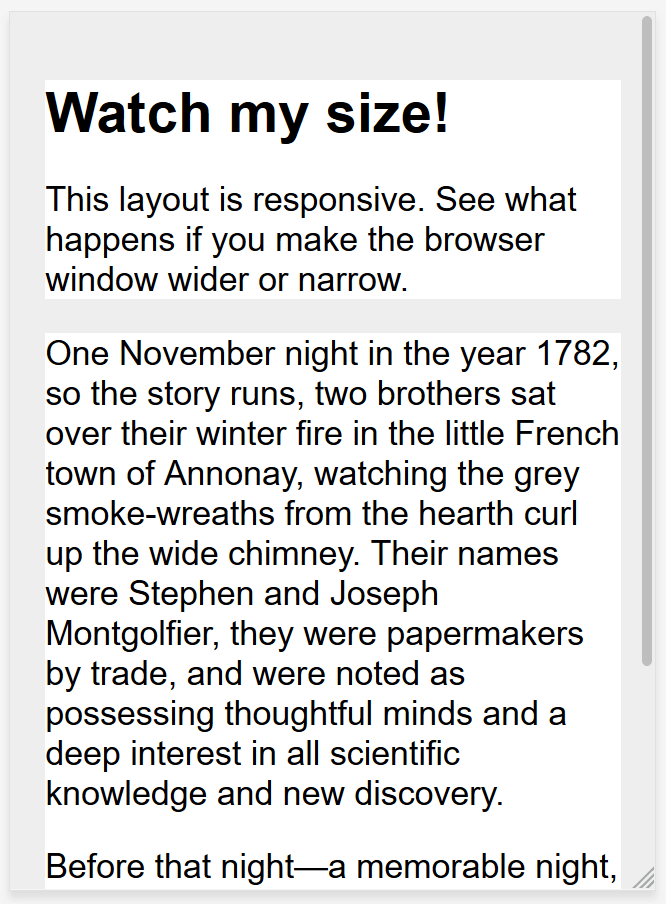 Watch my size!
This layout is responsive. See what
happens if you make the browser
window wider or narrow.
One November night in the year 1782,
so the story runs, two brothers sat
over their winter fire in the little French
town of Annonay, watching the grey
smoke-wreaths from the hearth curl
up the wide chimney. Their names
were Stephen and Joseph
Montgolfier, they were papermakers
by trade, and were noted as
possessing thoughtful minds and a
deep interest in all scientific
knowledge and new discovery.
Before that night—a memorable night,